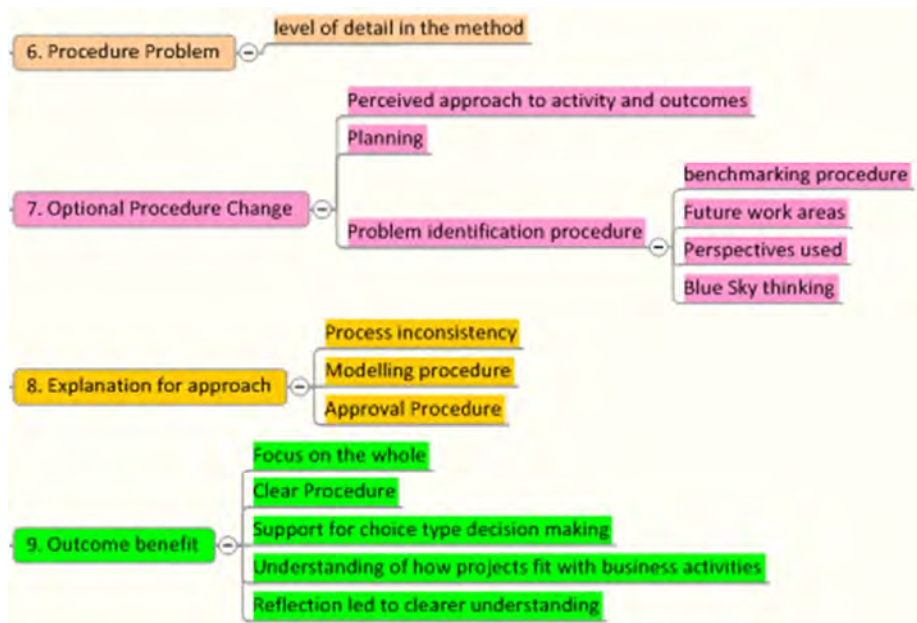 6. Procedure Problem
level of detail in the method
7. Optional Procedure Change
Perceived approach to activity and outcomes
Planning
Problem identification procedure
benchmarking procedure
Future work areas
Perspectives used
Blue Sky thinking
8. Explanation for approach
Process inconsistency
Modelling procedure
Approval Procedure
9. Outcome benefit
Focus on the whole
Clear Procedure
Support for choice type decision making
Understanding of how projects fit with business activities
Reflection led to clearer understanding